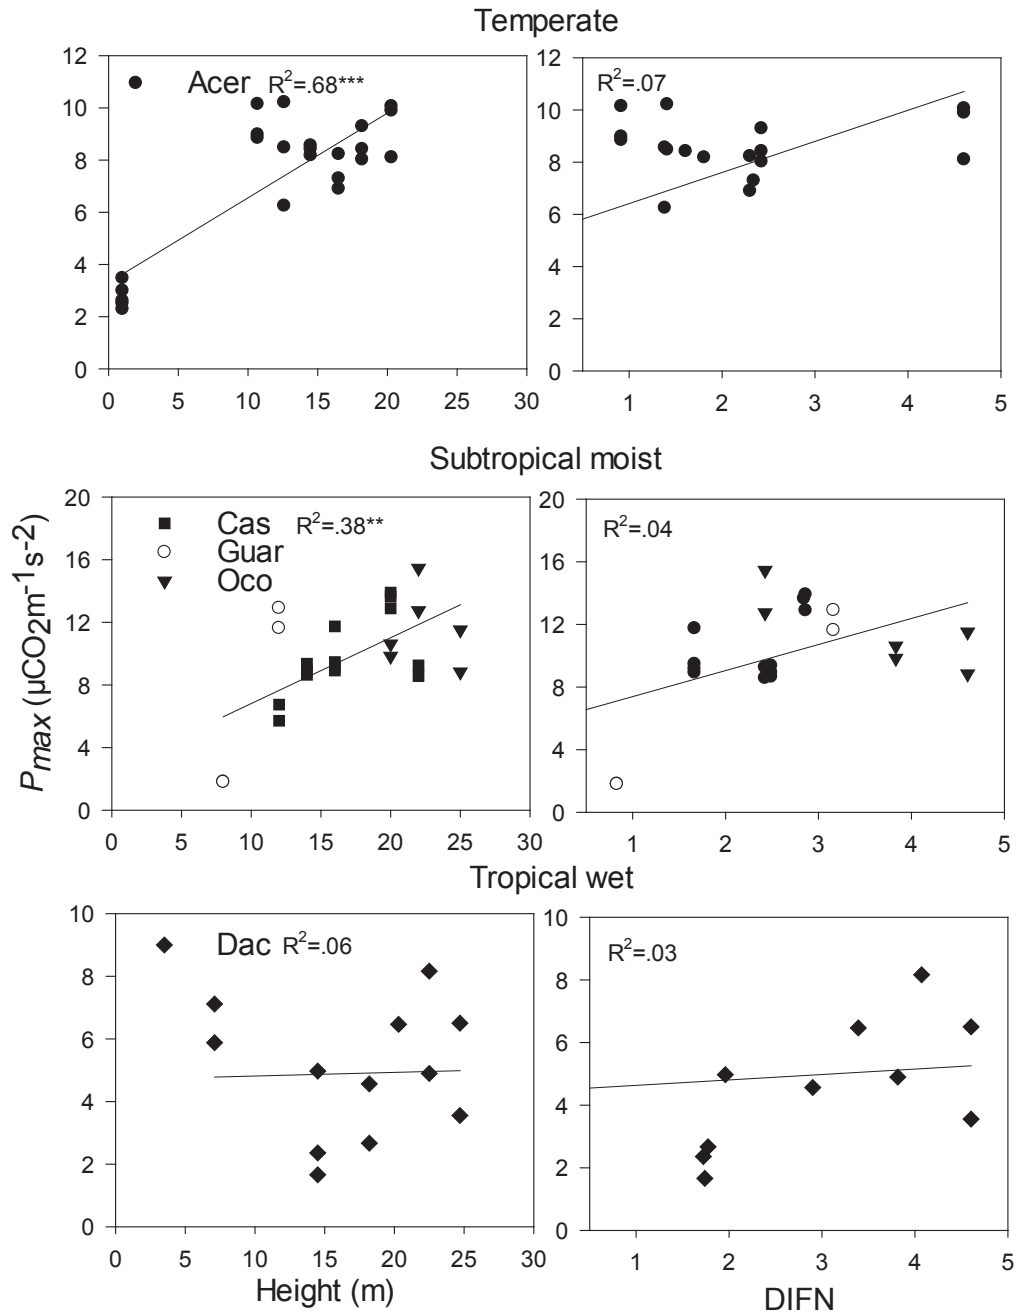 Temperate
12
10
8
6
4
2
0
Acer R²=.68***
0 5 10 15 20 25 30
12
10
8
6
4
2
0
R²=.07
1 2 3 4 5
Subtropical moist
Pmax (µCO2m-1s-2)
20
16
12
8
4
0
Cas R²=.38**
Guar
Oco
0 5 10 15 20 25 30
20
16
12
8
4
0
R²=.04
1 2 3 4 5
Tropical wet
10
8
6
4
2
0
Dac R²=.06
0 5 10 15 20 25 30
Height (m)
10
8
6
4
2
0
R²=.03
1 2 3 4 5
DIFN